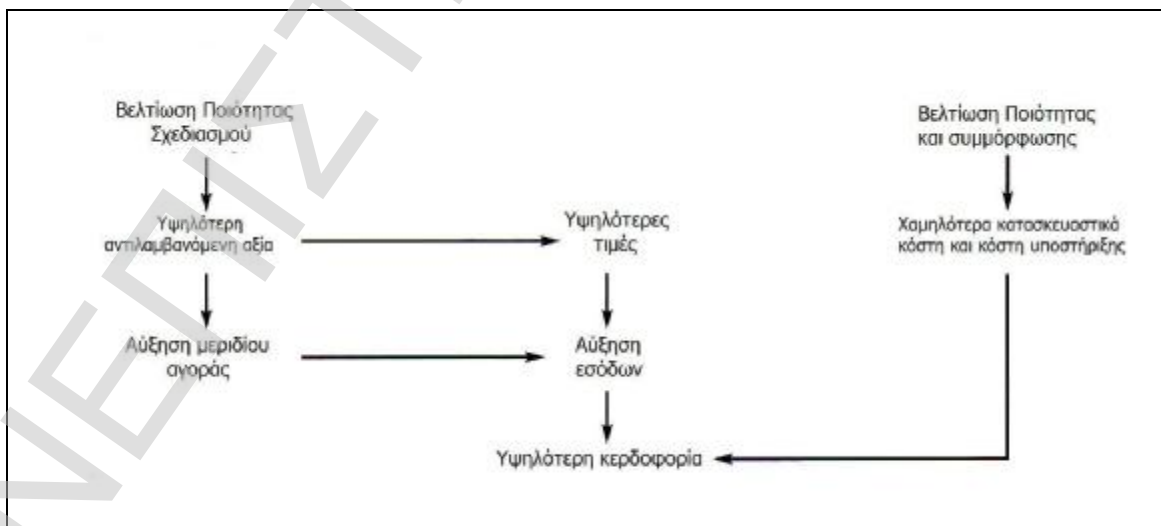 Βελτίωση Ποιότητας
Σχεδιασμού
Βελτίωση Ποιότητας
και συμμόρφωσης
Υψηλότερη
αντιλαμβανόμενη αξία
Υψηλότερες
τιμές
Χαμηλότερα κατασκευαστικά
κόστη και κόστη υποστήριξης
Αύξηση μεριδίου
αγοράς
Αύξηση
εσόδων
Υψηλότερη κερδοφορία